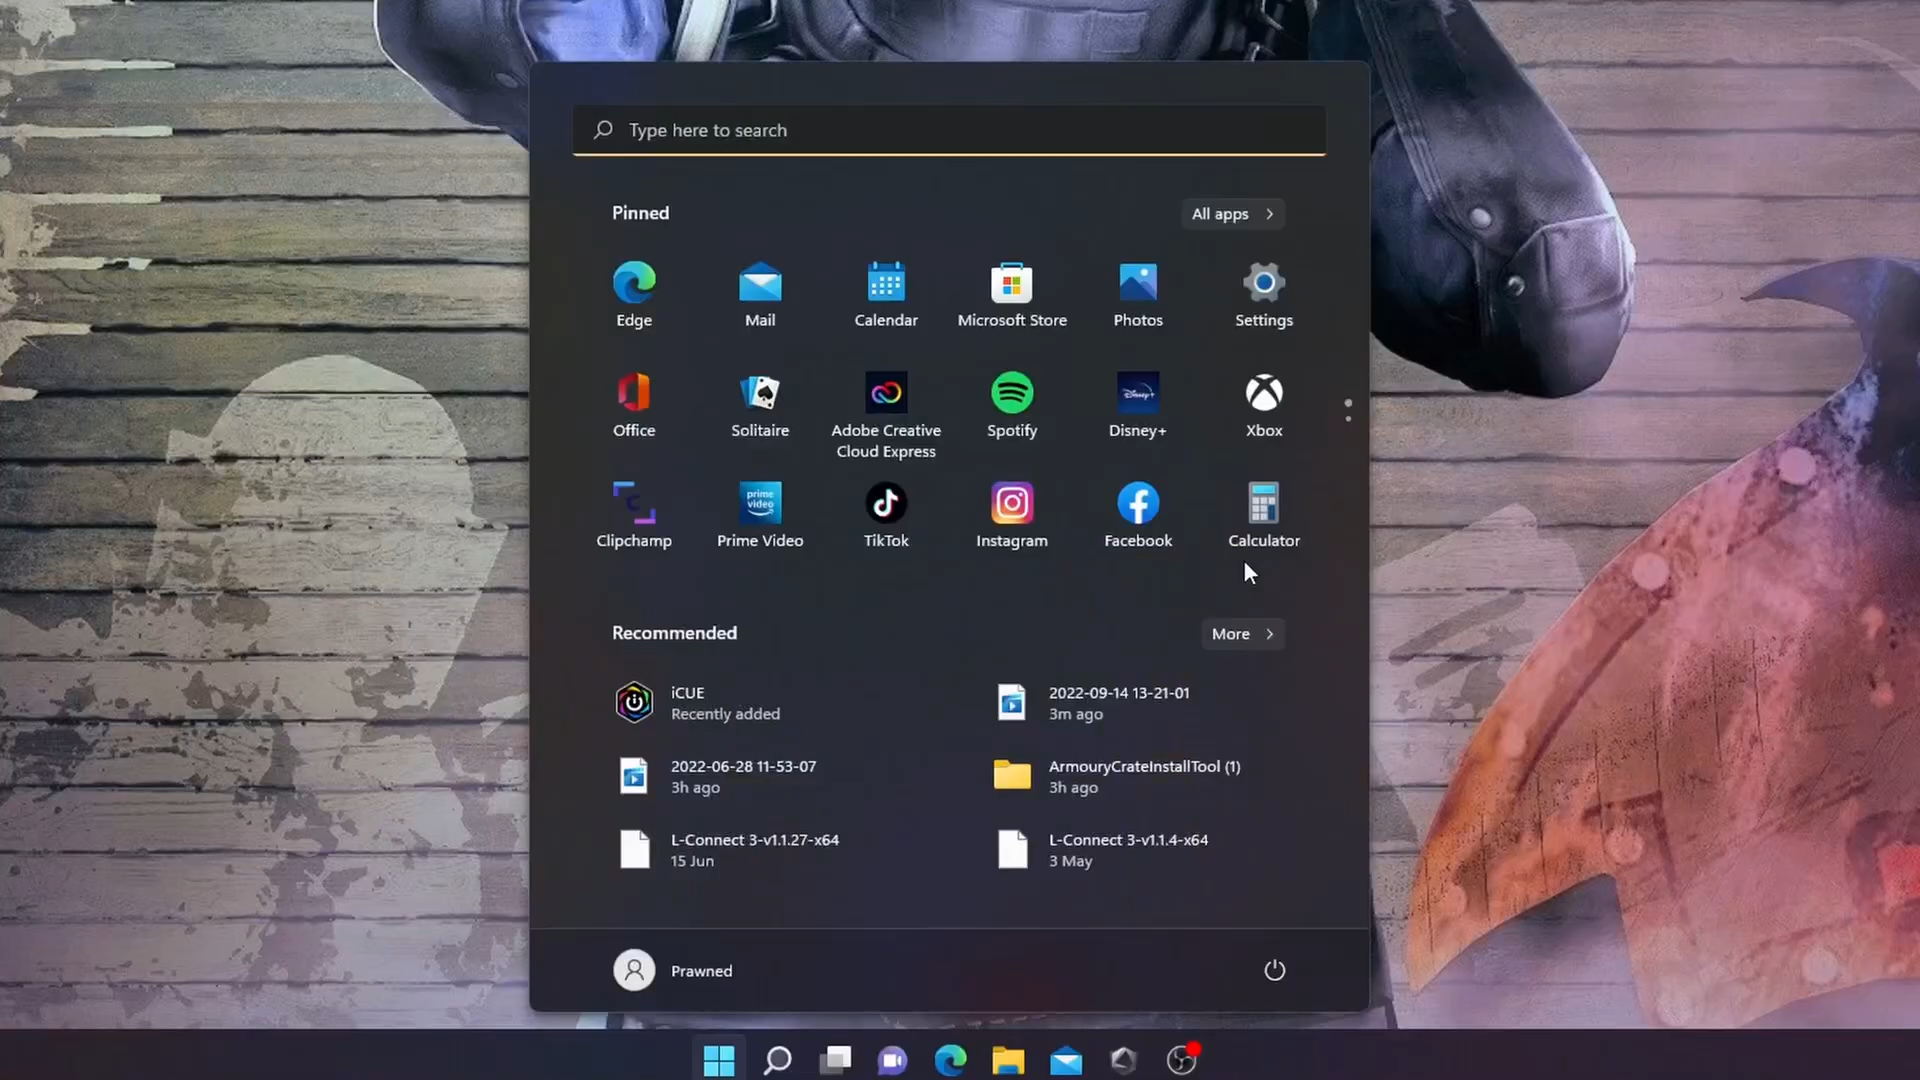 Type here to search
Pinned
All apps
Edge
Mail
Calendar
Microsoft Store
Photos
Settings
Office
Solitaire
Adobe Creative
Cloud Express
Spotify
Disney+
Disney+
Xbox
Clipchamp
prime
video
Prime Video
TikTok
Instagram
Facebook
Calculator
Recommended
More
iCUE
Recently added
2022-09-14 13-21-01
3m ago
2022-06-28 11-53-07
3h ago
ArmouryCrateInstallTool (1)
3h ago
L-Connect 3-v1.1.27-x64
15 Jun
L-Connect 3-v1.1.4-x64
3 May
Prawned